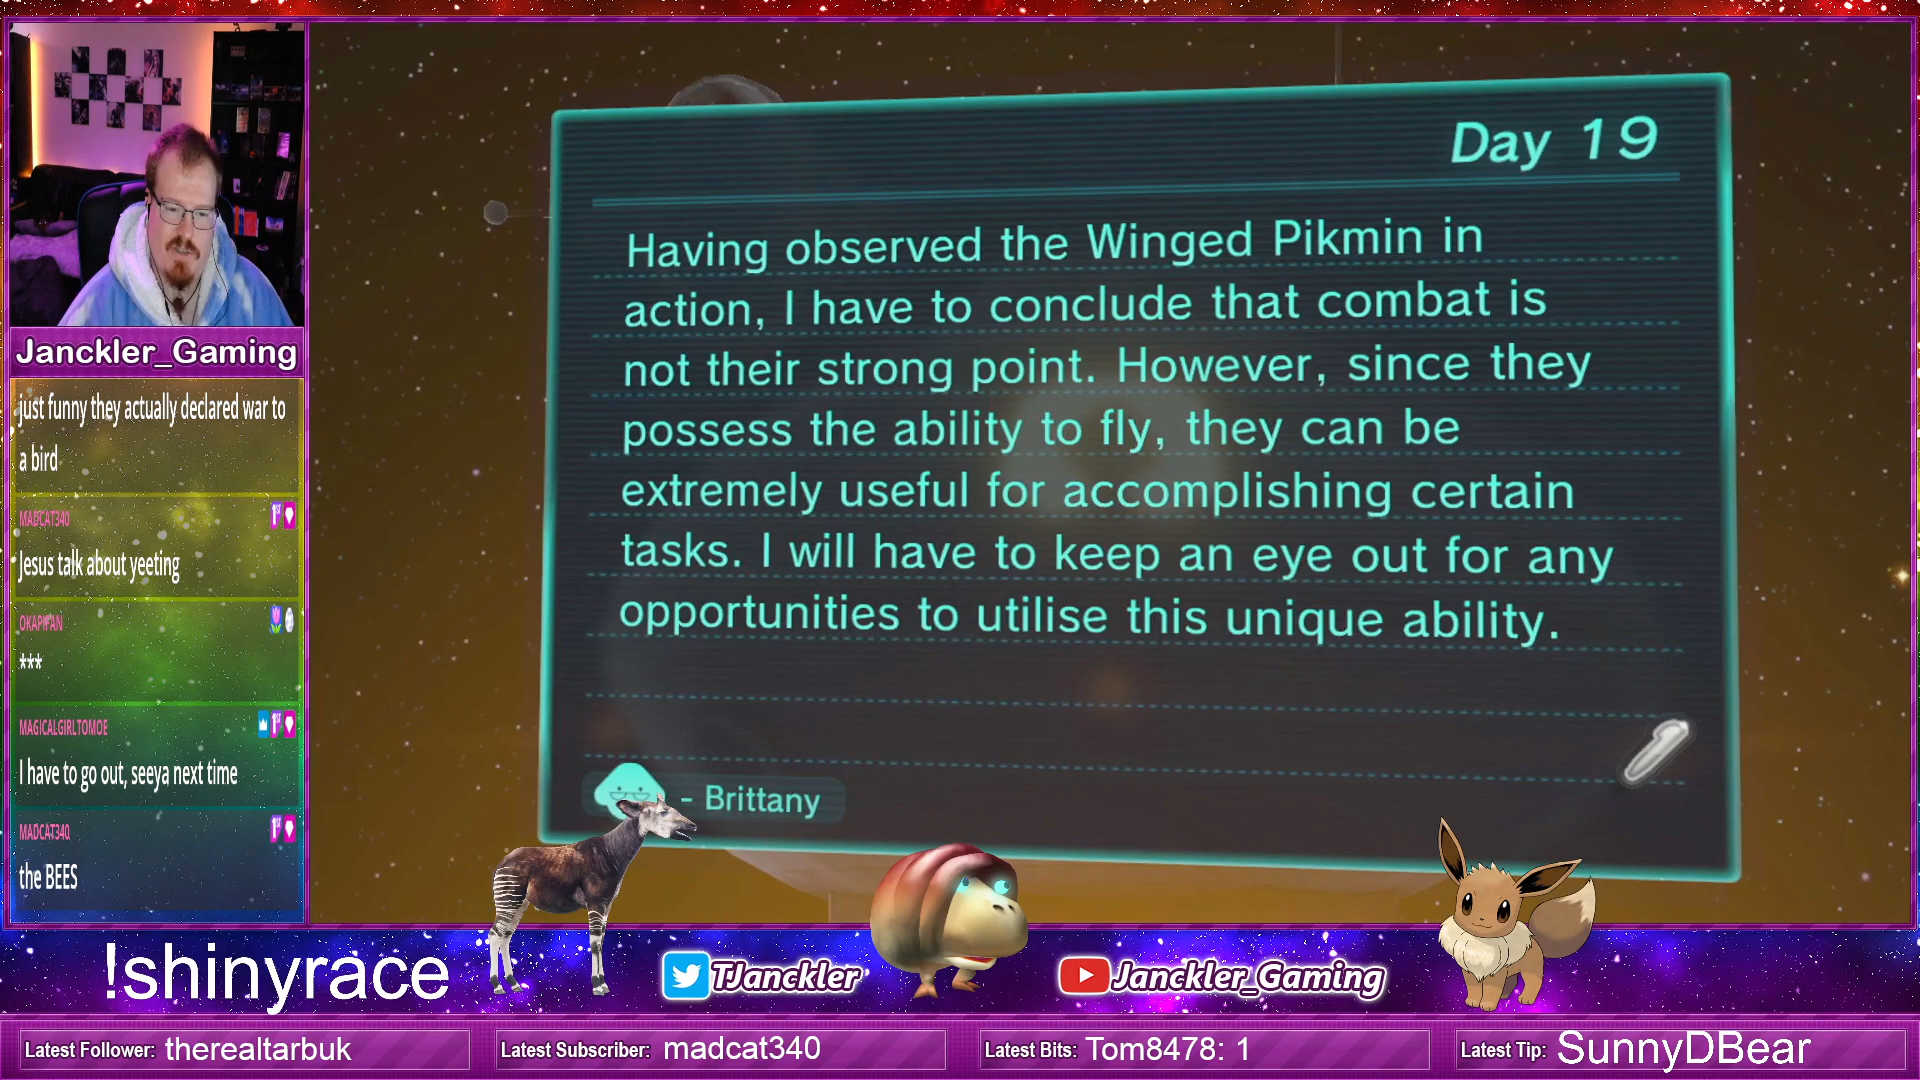 Day 19
Having observed the Winged Pikmin in
action, I have to conclude that combat is
not their strong point. However, since they
possess the ability to fly, they can be
extremely useful for accomplishing certain
tasks. I will have to keep an eye out for any
opportunities to utilise this unique ability.
- Brittany
Janckler_Gaming
just funny they actually declared war to
a bird
MADCAT340
Jesus talk about yeeting
OKAPIFAN
***
MAGICALGIRLTOMOE
I have to go out, seeya next time
MADCAT340
the BEES
!shinyrace
TJanckler
Janckler_Gaming
Latest Follower: therealtarbuk
Latest Subscriber: madcat340
Latest Bits: Tom8478: 1
Latest Tip: SunnyDBear